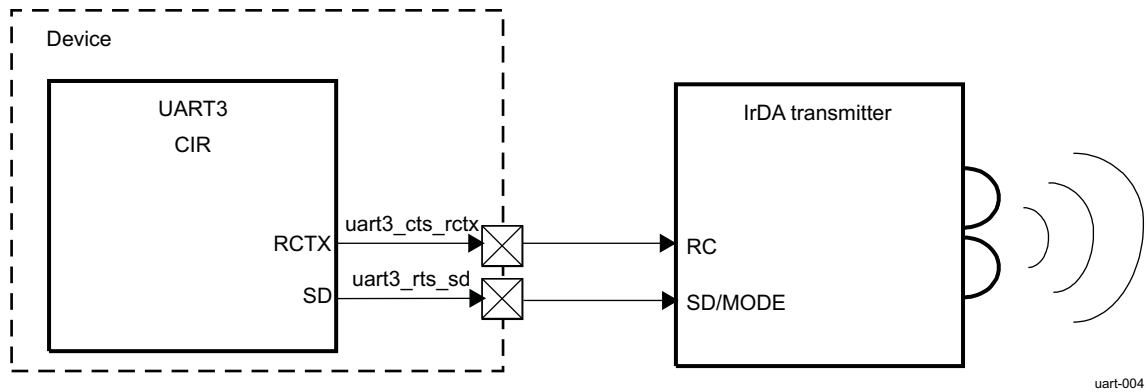 Device
UART3
CIR
IrDA transmitter
uart3_cts_rctx
RCTX
RC
uart3_rts_sd
SD
SD/MODE
uart-004